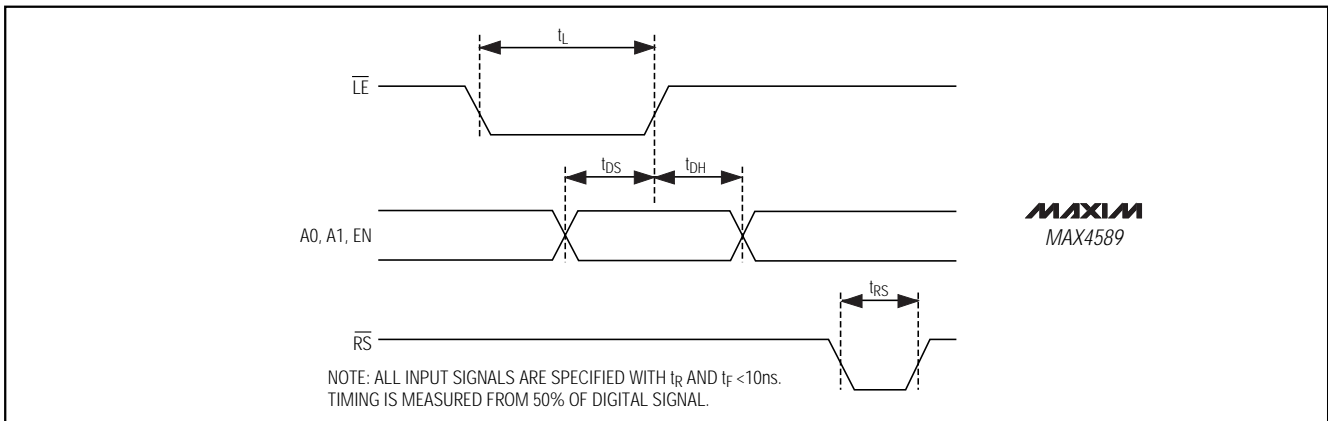 tL
LE
tDS
tDH
A0, A1, EN
MAXIM
MAX4589
tRS
RS
NOTE: ALL INPUT SIGNALS ARE SPECIFIED WITH tR AND tF <10ns.
TIMING IS MEASURED FROM 50% OF DIGITAL SIGNAL.